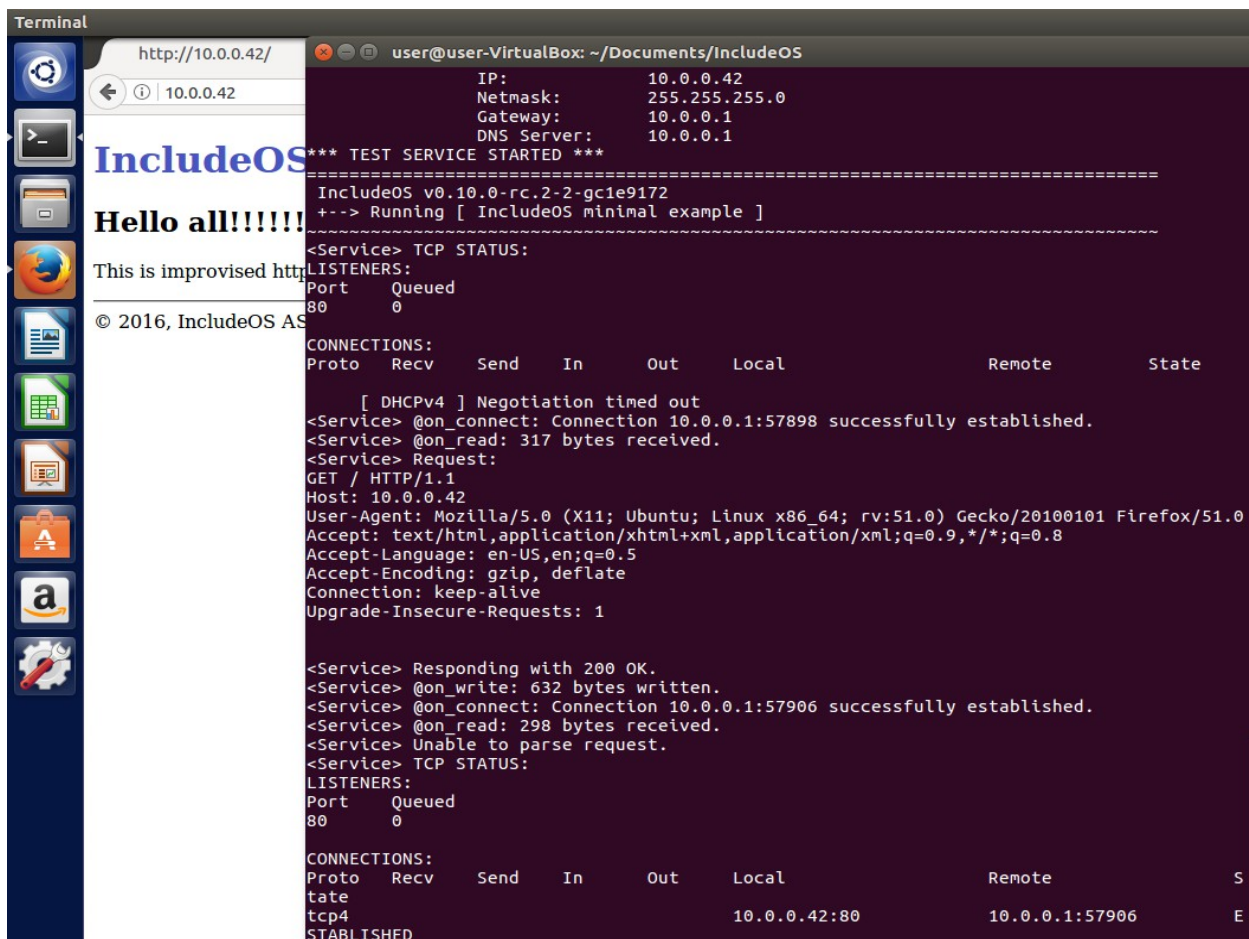 Terminal
http://10.0.0.42/
10.0.0.42
IncludeOS
Hello all!!!!!!
This is improvised http
© 2016, IncludeOS AS
user@user-VirtualBox: ~/Documents/IncludeOS
IP: 10.0.0.42
Netmask: 255.255.255.0
Gateway: 10.0.0.1
DNS Server: 10.0.0.1
*** TEST SERVICE STARTED ***
================================================================================
IncludeOS v0.10.0-rc.2-2-gc1e9172
+--> Running [ IncludeOS minimal example ]
~~~~~~~~~~~~~~~~~~~~~~~~~~~~~~~~~~~~~~~~~~~~~~~~~~~~~~~~~~~~~~~~~~~~~~~~~~~~~~~~
<Service> TCP STATUS:
LISTENERS:
Port Queued
80 0
CONNECTIONS:
Proto Recv Send In Out Local Remote State
[ DHCPv4 ] Negotiation timed out
<Service> @on_connect: Connection 10.0.0.1:57898 successfully established.
<Service> @on_read: 317 bytes received.
<Service> Request:
GET / HTTP/1.1
Host: 10.0.0.42
User-Agent: Mozilla/5.0 (X11; Ubuntu; Linux x86_64; rv:51.0) Gecko/20100101 Firefox/51.0
Accept: text/html,application/xhtml+xml,application/xml;q=0.9,*/*;q=0.8
Accept-Language: en-US,en;q=0.5
Accept-Encoding: gzip, deflate
Connection: keep-alive
Upgrade-Insecure-Requests: 1
<Service> Responding with 200 OK.
<Service> @on_write: 632 bytes written.
<Service> @on_connect: Connection 10.0.0.1:57906 successfully established.
<Service> @on_read: 298 bytes received.
<Service> Unable to parse request.
<Service> TCP STATUS:
LISTENERS:
Port Queued
80 0
CONNECTIONS:
Proto Recv Send In Out Local Remote S
tate
tcp4 10.0.0.42:80 10.0.0.1:57906 E
STABLISHED